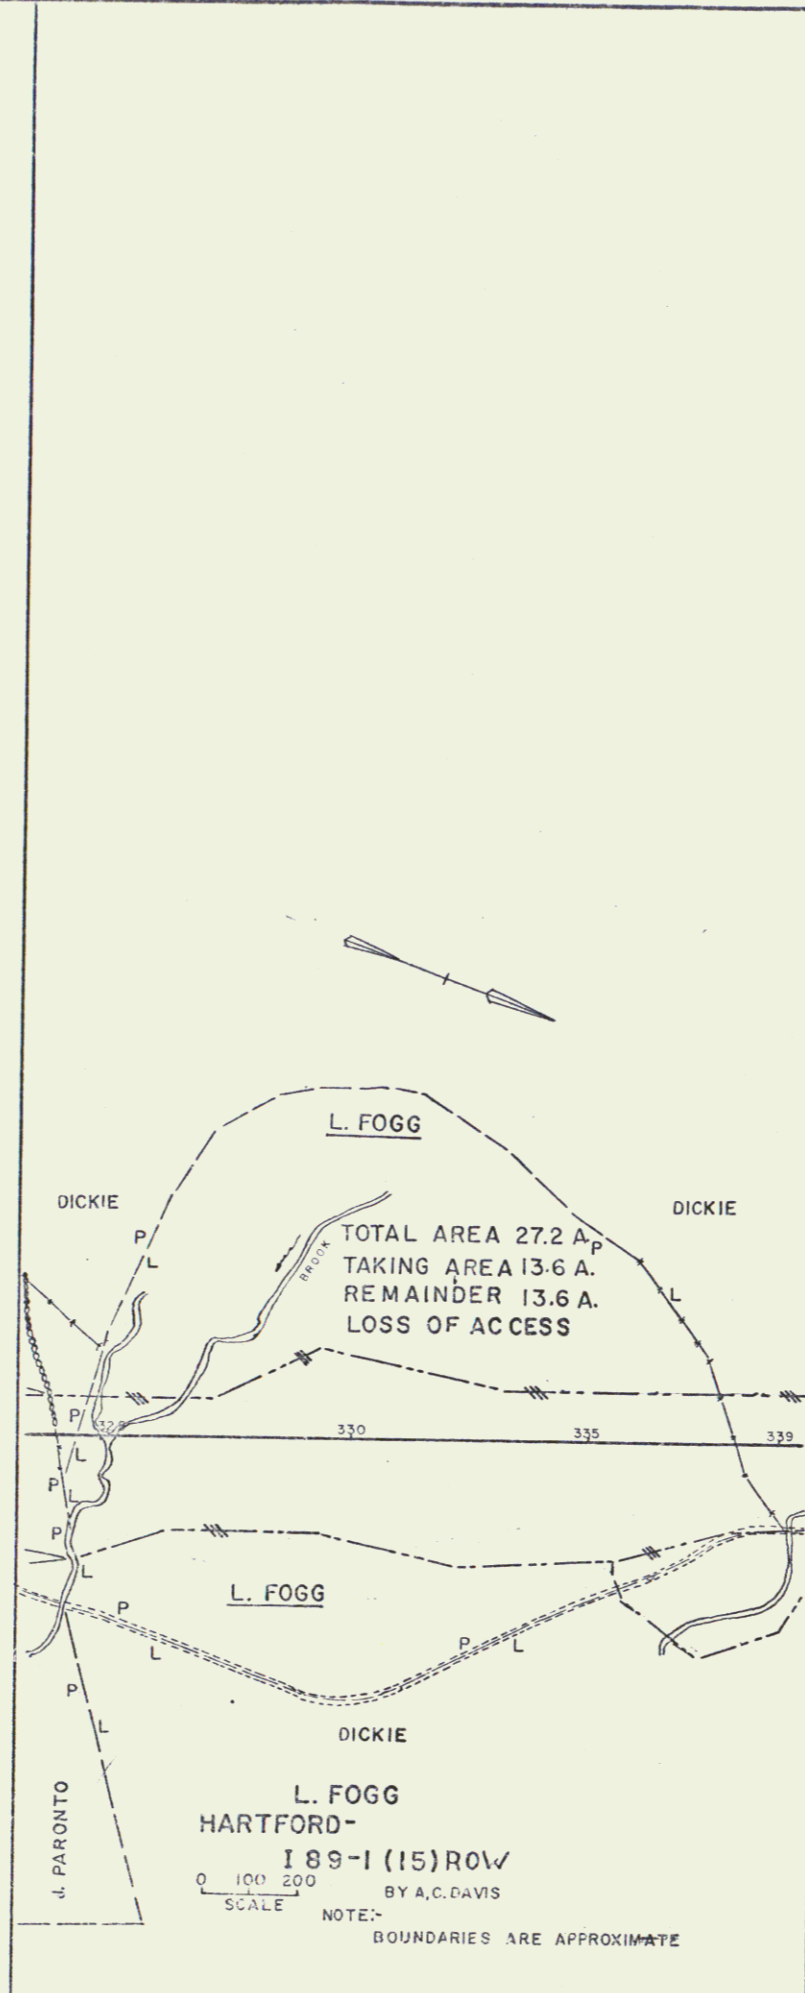 L. FOGG
DICKIE
DICKIE
P
L
BROOK
TOTAL AREA 27.2 A.
P
TAKING AREA 13.6 A.
L
REMAINDER 13.6 A.
LOSS OF ACCESS
P
330
335
339
L
P
L
P
L
L. FOGG
P
L
P
L
P
L
DICKIE
J. PARONTO
L. FOGG
HARTFORD-
I 89-1 (15) ROW
0 100 200
SCALE
BY A.C. DAVIS
NOTE:-
BOUNDARIES ARE APPROXIMATE